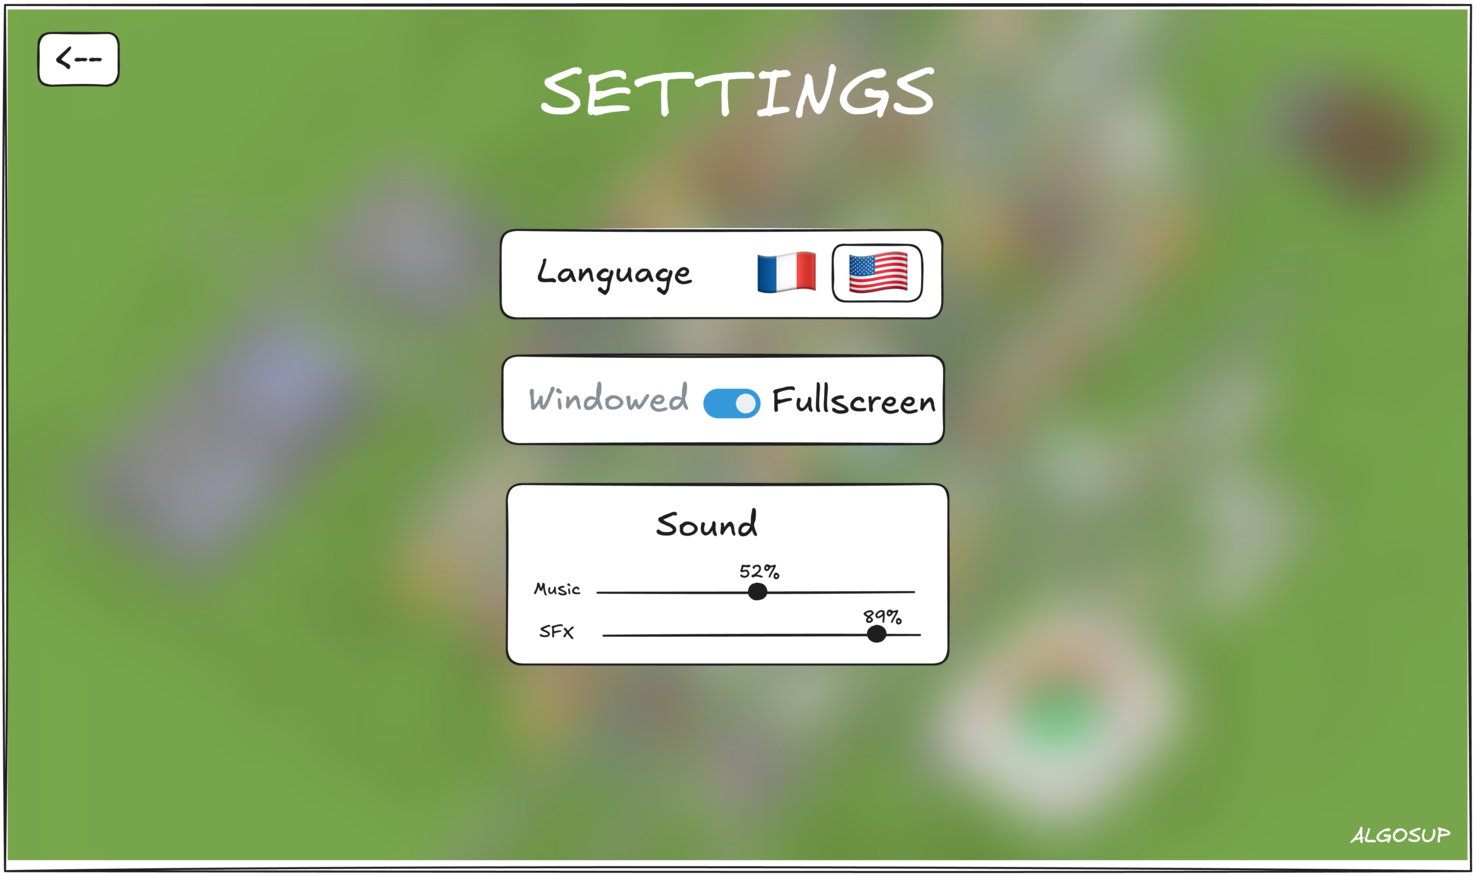 <--
SETTINGS
Language
Windowed Fullscreen
Sound
52%
Music
89%
SFX
ALGOSUP